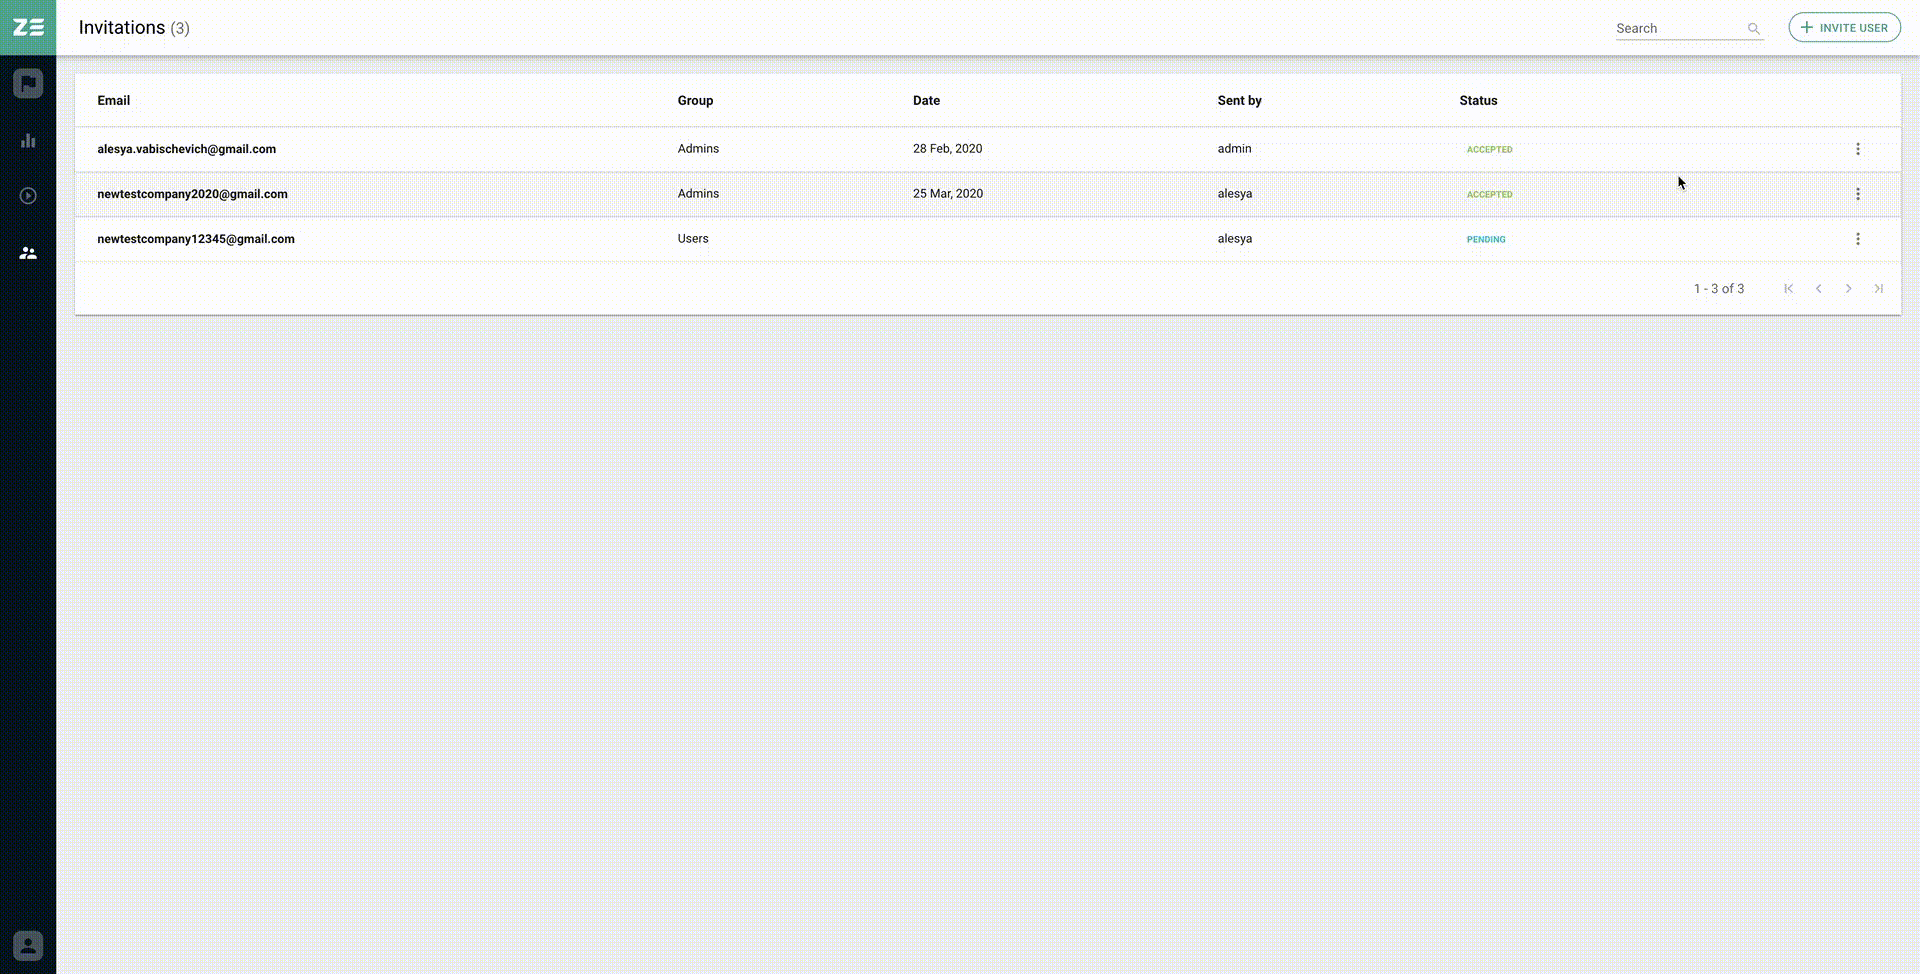 ZE
Invitations (3)
Search
INVITE USER
Email Group Date Sent by Status
alesya.vabischevich@gmail.com Admins 28 Feb, 2020 admin ACCEPTED
newtestcompany2020@gmail.com Admins 25 Mar, 2020 alesya ACCEPTED
newtestcompany12345@gmail.com Users alesya PENDING
1 - 3 of 3